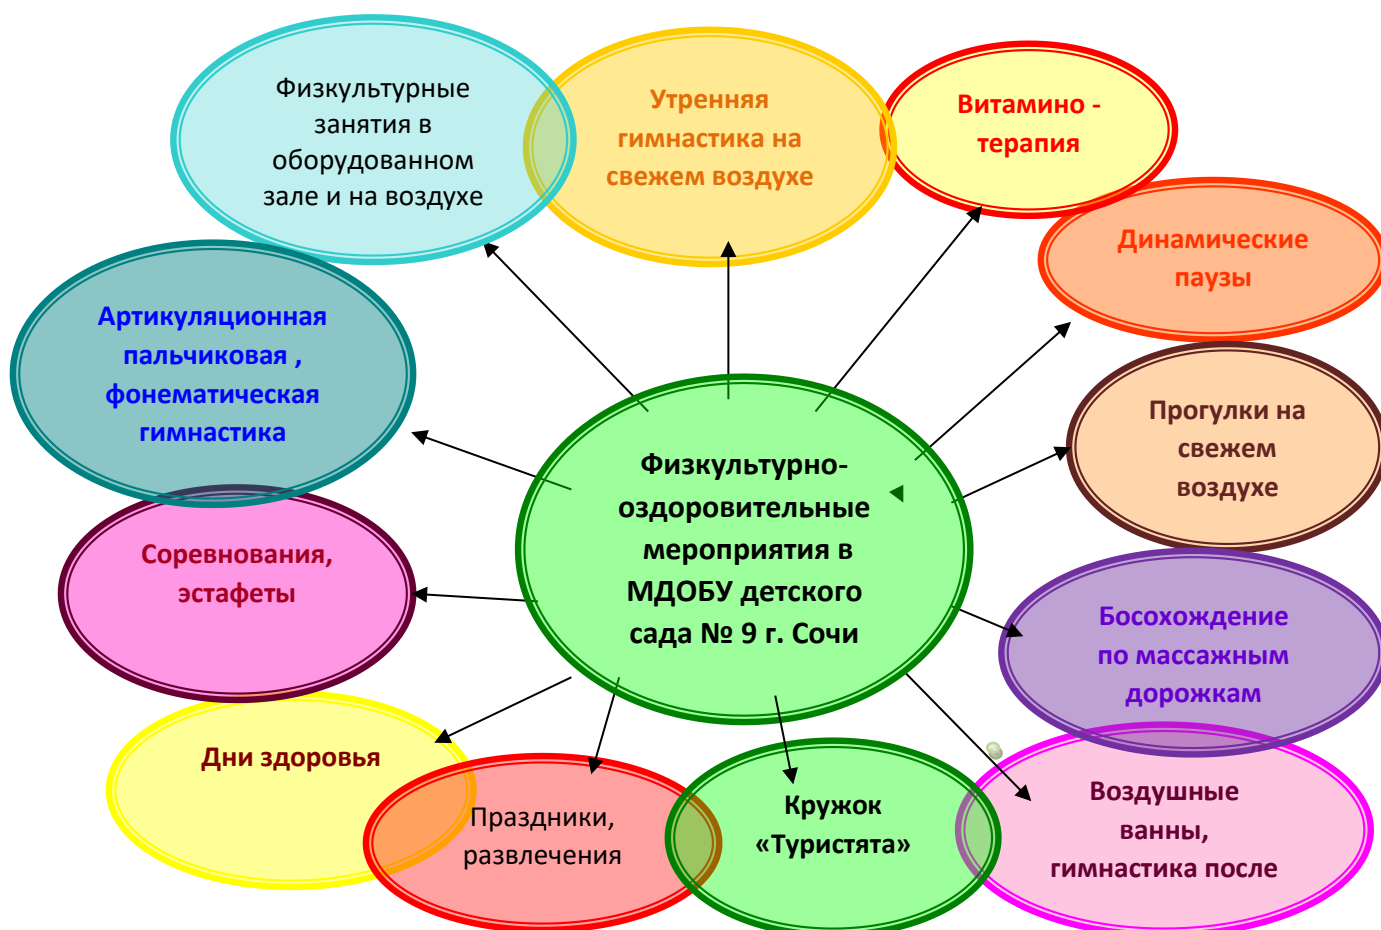 Физкультурные
занятия в
оборудованном
зале и на воздухе
Утренняя
гимнастика на
свежем воздухе
Витамино -
терапия
Динамические
паузы
Артикуляционная
пальчиковая ,
фонематическая
гимнастика
Прогулки на
свежем
воздухе
Физкультурно-
оздоровительные
мероприятия в
МДОБУ детского
сада № 9 г. Сочи
Соревнования,
эстафеты
Босохождение
по массажным
дорожкам
Дни здоровья
Праздники,
развлечения
Кружок
«Туристята»
Воздушные
ванны,
гимнастика после